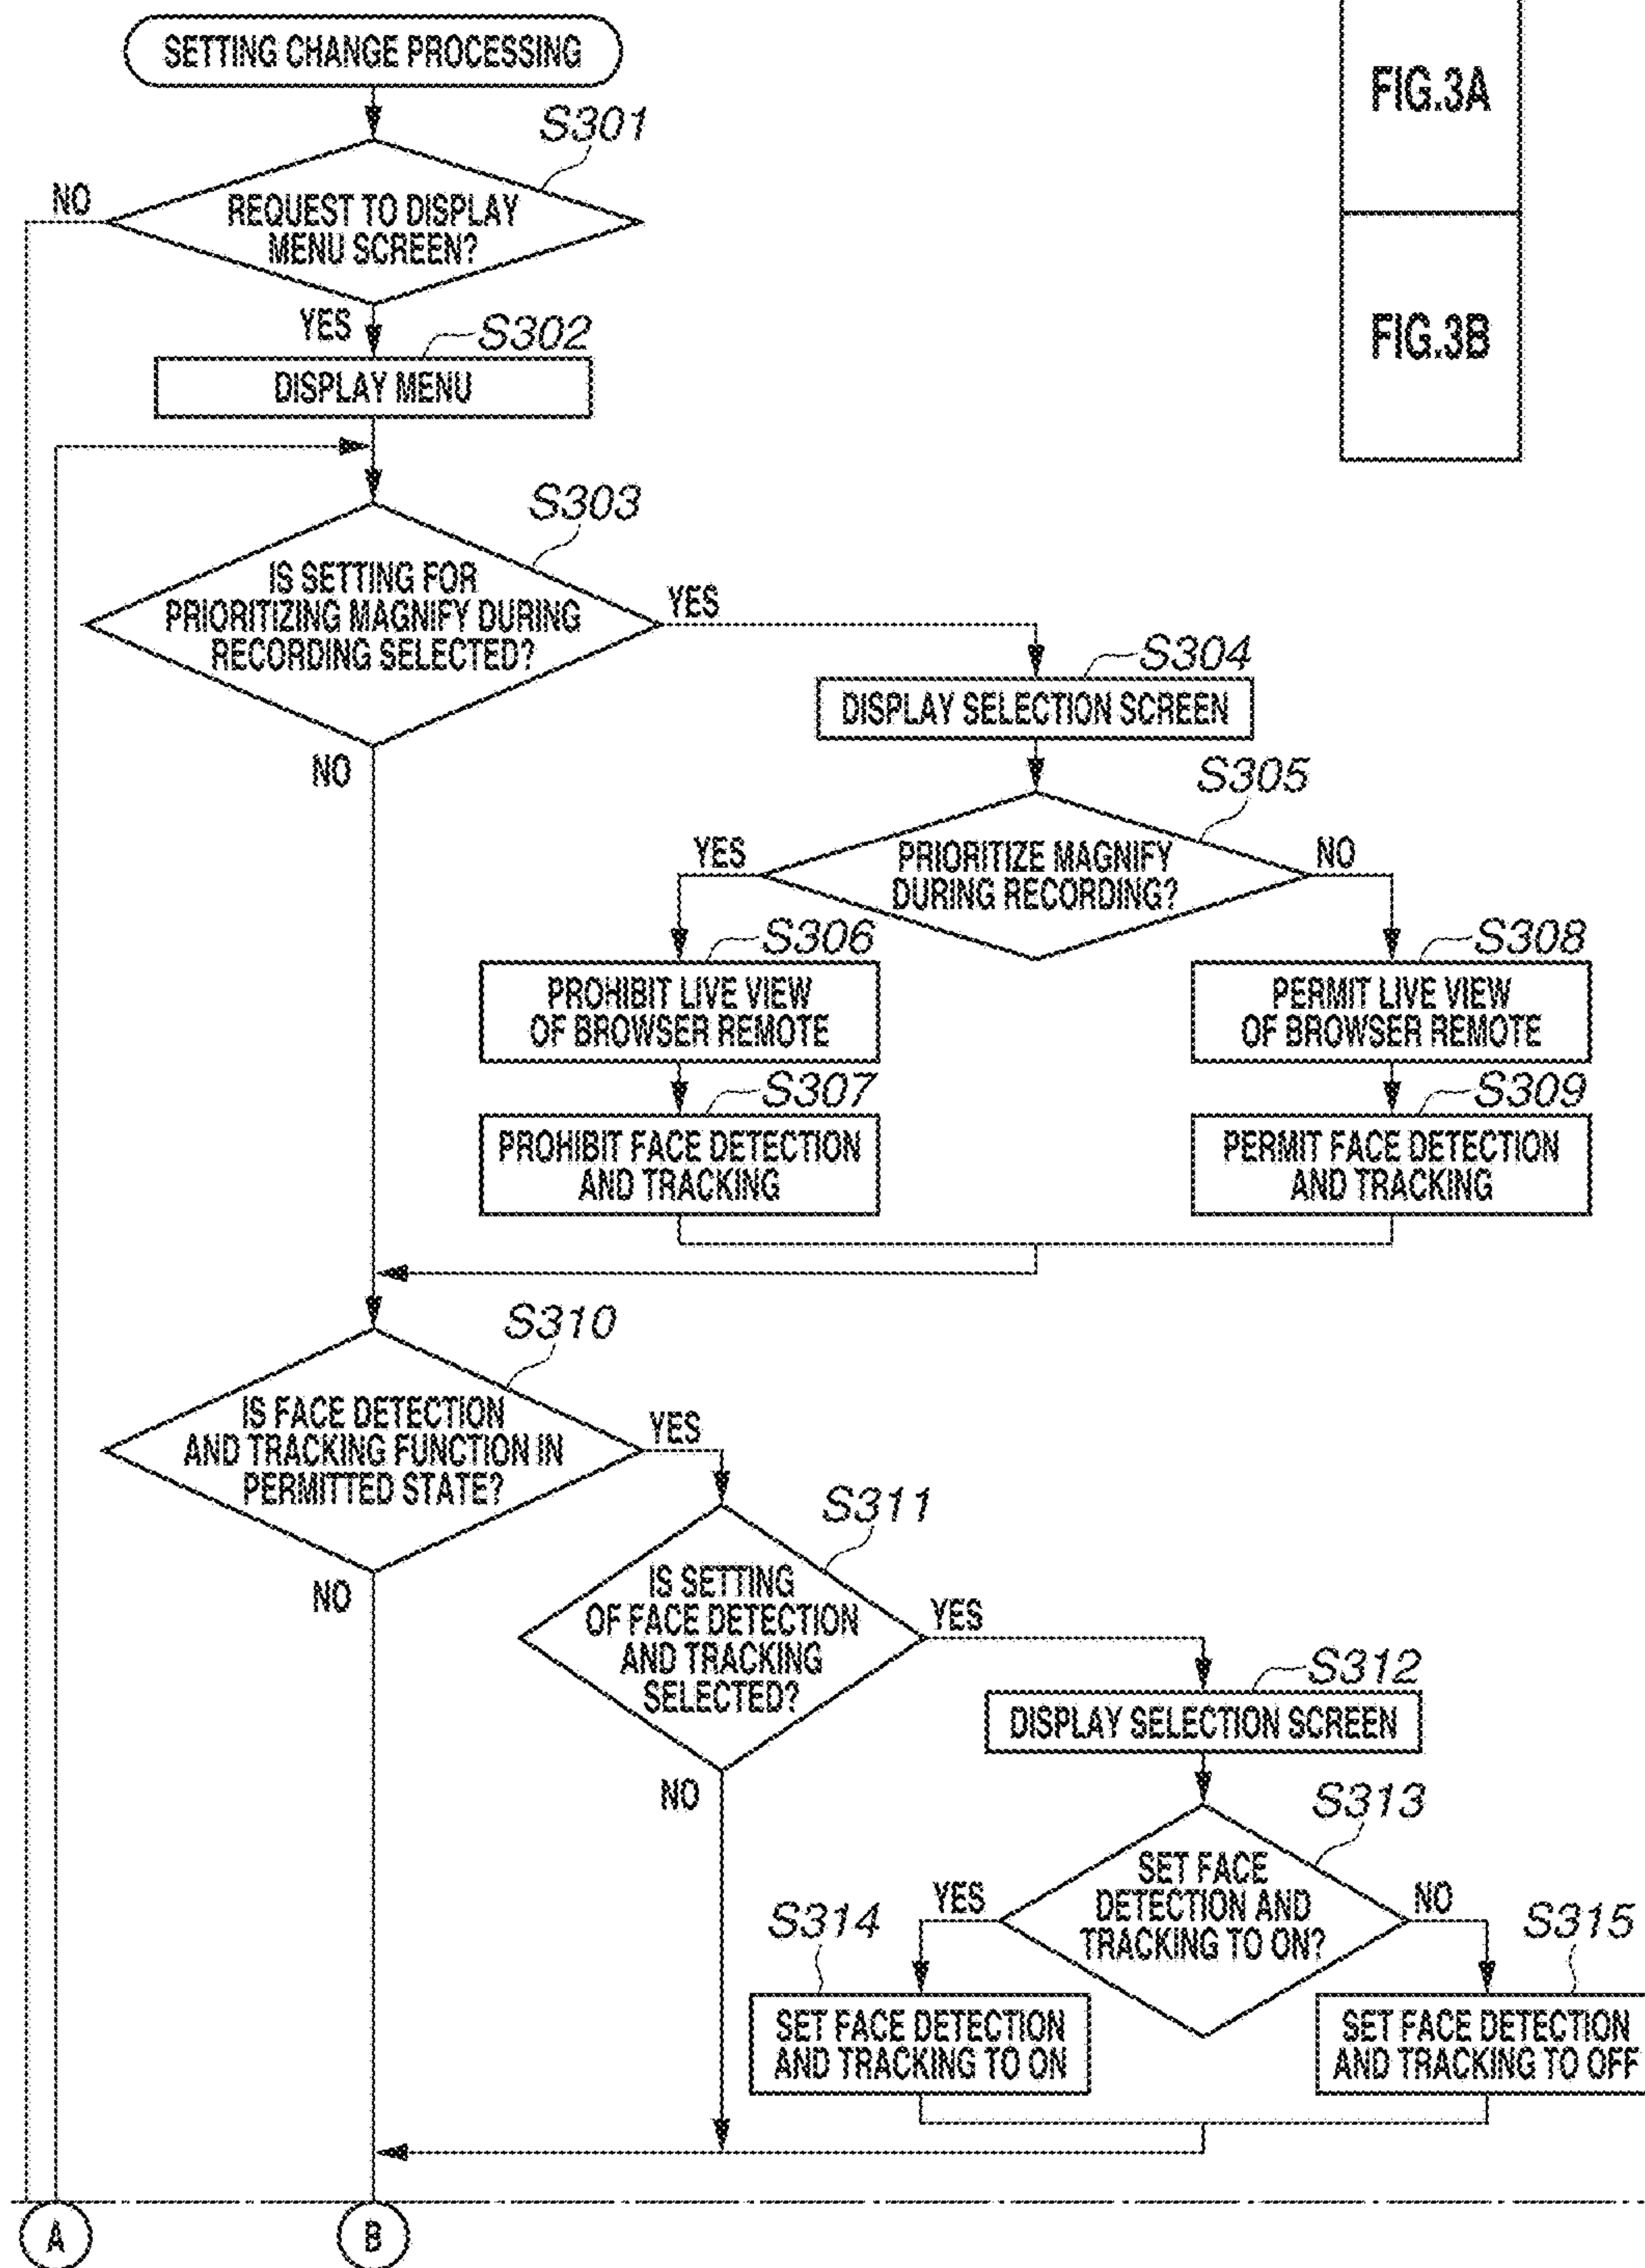 SETTING CHANGE PROCESSING
FIG.3A
FIG.3B
S301
REQUEST TO DISPLAY
MENU SCREEN?
NO
YES
S302
DISPLAY MENU
S303
IS SETTING FOR
PRIORITIZING MAGNIFY DURING
RECORDING SELECTED?
YES
NO
S304
DISPLAY SELECTION SCREEN
S305
PRIORITIZE MAGNIFY
DURING RECORDING?
YES
NO
S306
PROHIBIT LIVE VIEW
OF BROWSER REMOTE
S308
PERMIT LIVE VIEW
OF BROWSER REMOTE
S307
PROHIBIT FACE DETECTION
AND TRACKING
S309
PERMIT FACE DETECTION
AND TRACKING
S310
IS FACE DETECTION
AND TRACKING FUNCTION IN
PERMITTED STATE?
YES
NO
S311
IS SETTING
OF FACE DETECTION
AND TRACKING
SELECTED?
YES
NO
S312
DISPLAY SELECTION SCREEN
S313
SET FACE
DETECTION AND
TRACKING TO ON?
YES
NO
S314
SET FACE DETECTION
AND TRACKING TO ON
S315
SET FACE DETECTION
AND TRACKING TO OFF
A
B